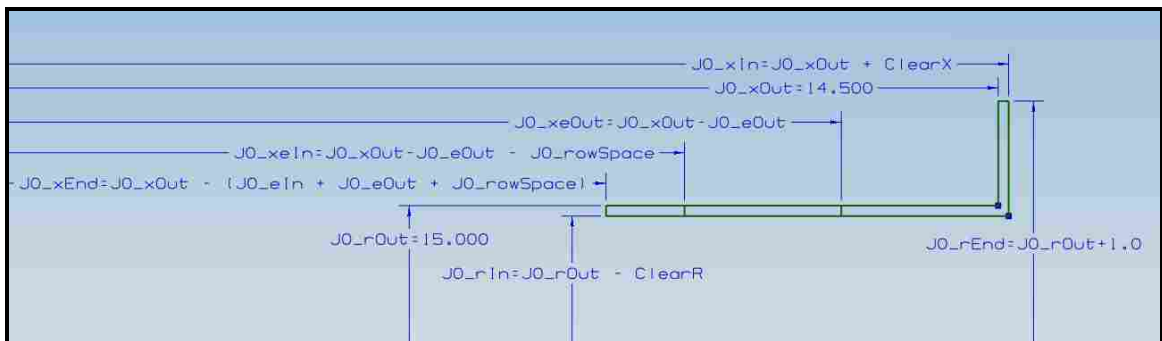 J0_xIn=J0_xOut + ClearX
J0_xOut=14.500
J0_xeOut=J0_xOut-J0_eOut
J0_xeIn=J0_xOut-J0_eOut - J0_rowSpace
J0_xEnd=J0_xOut - (J0_eIn + J0_eOut + J0_rowSpace)
J0_rOut=15.000
J0_rEnd=J0_rOut+1.0
J0_rIn=J0_rOut - ClearR